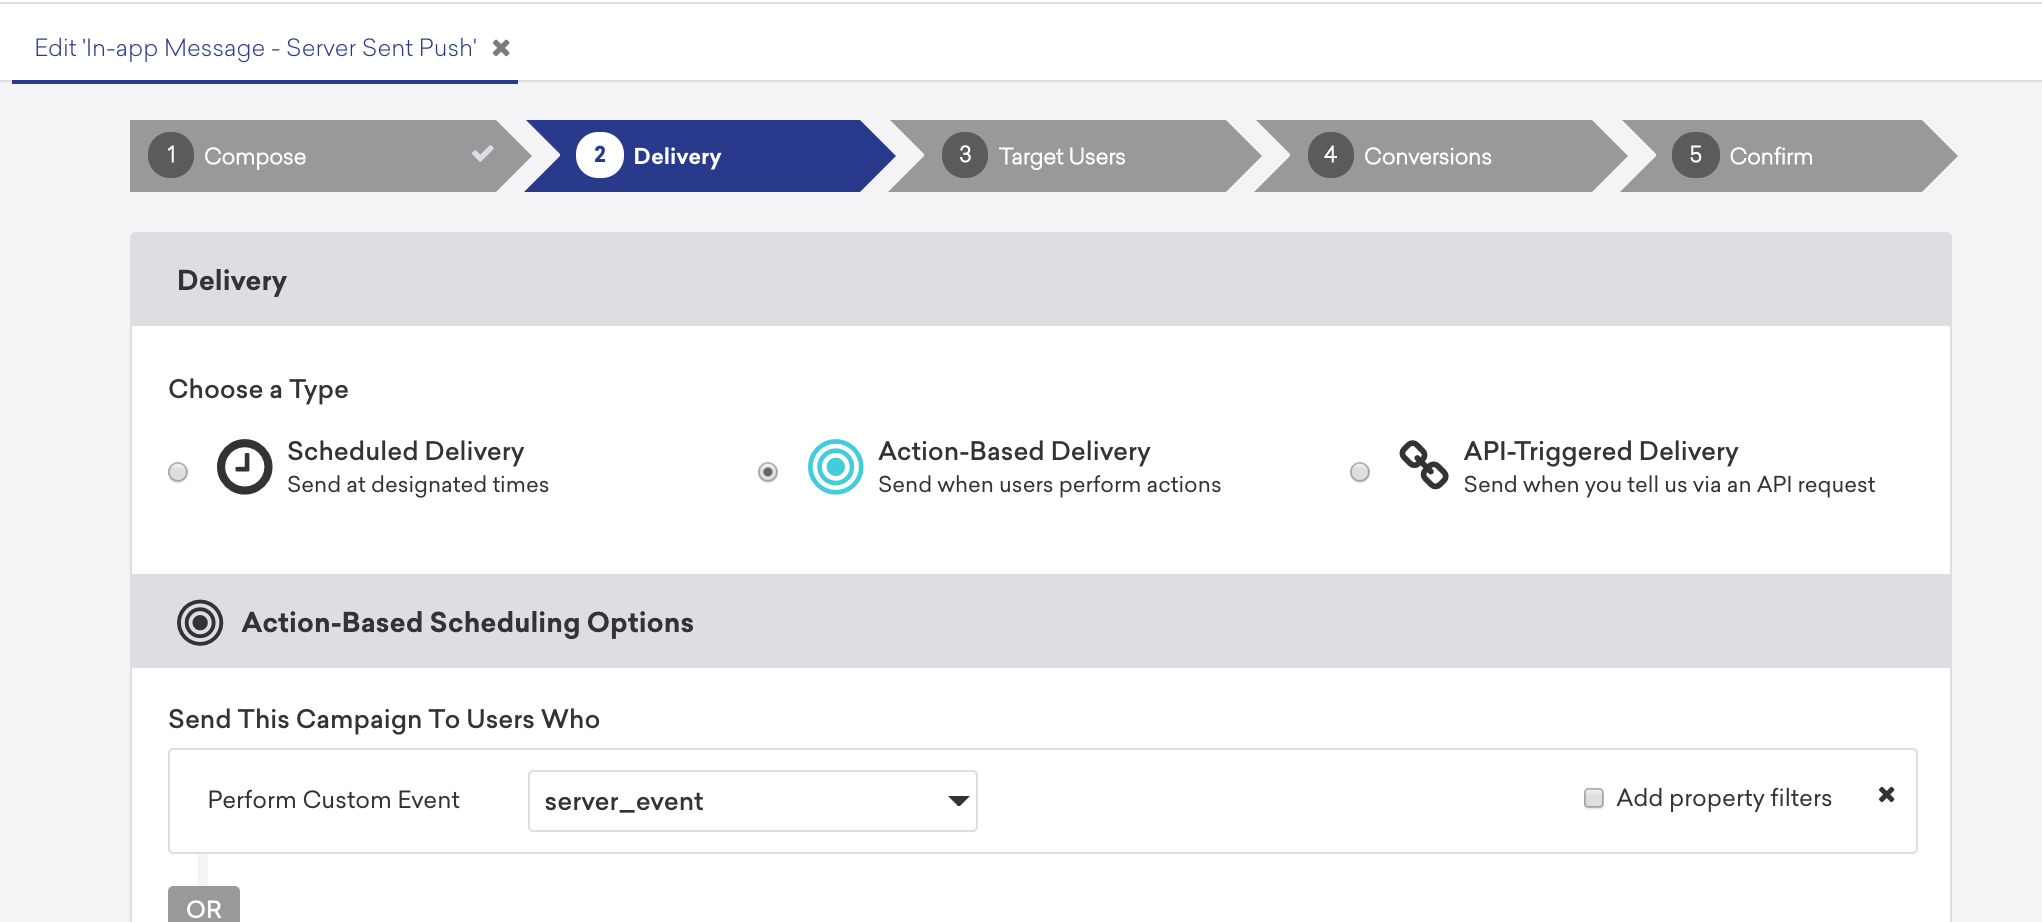 Edit 'In-app Message - Server Sent Push'
1 Compose
2 Delivery
3 Target Users
4 Conversions
5 Confirm
Delivery
Choose a Type
Scheduled Delivery
Send at designated times
Action-Based Delivery
Send when users perform actions
API-Triggered Delivery
Send when you tell us via an API request
Action-Based Scheduling Options
Send This Campaign To Users Who
Perform Custom Event
server_event
Add property filters
OR